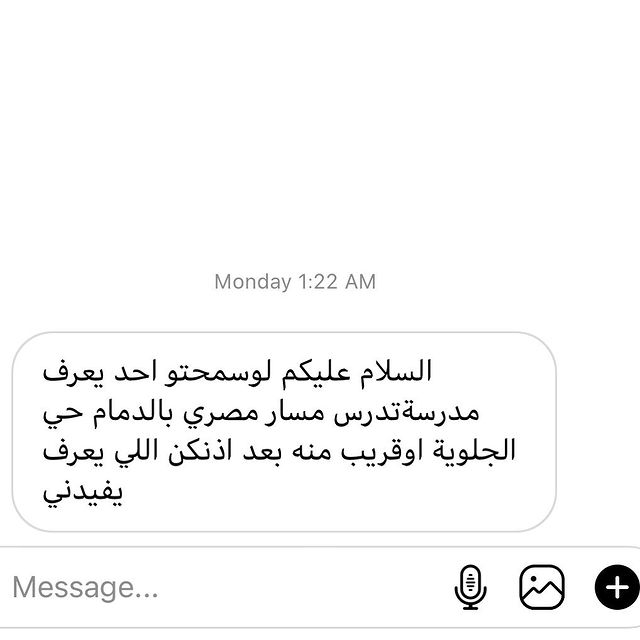 Monday 1:22 AM
السلام عليكم لوسمحتو احد يعرف
مدرسةتدرس مسار مصري بالدمام حي
الجلوية اوقريب منه بعد اذنكن اللي يعرف
يفيدني
Message...